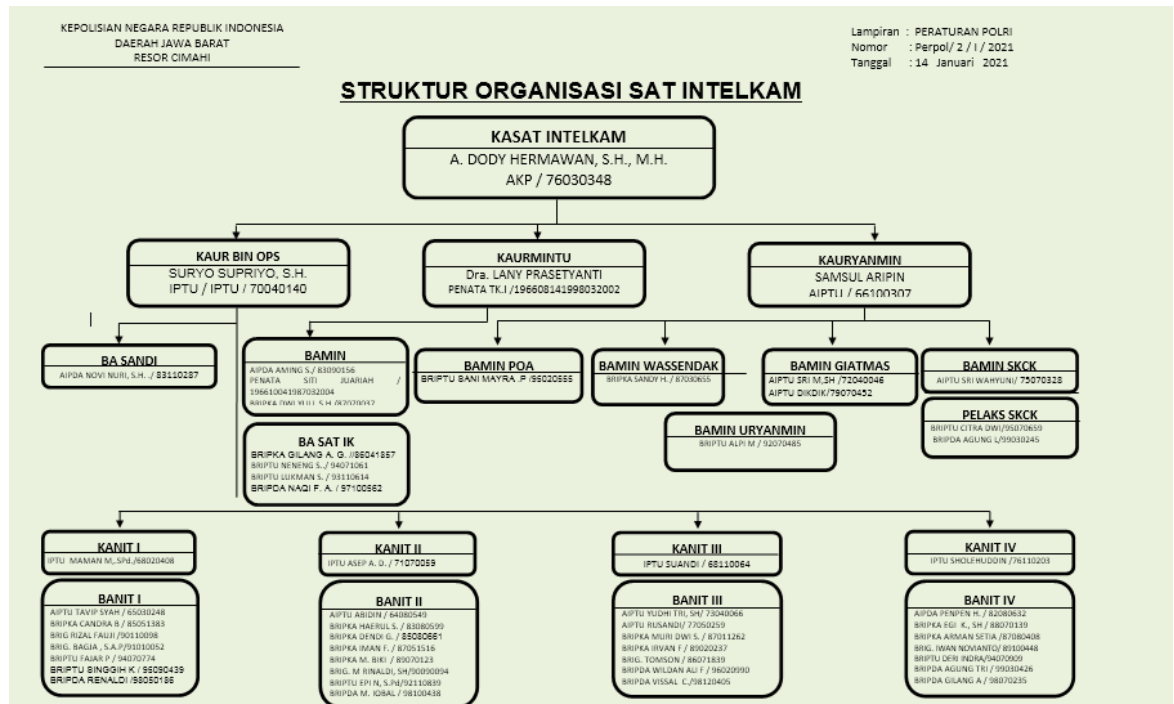 KEPOLISIAN NEGARA REPUBLIK INDONESIA
DAERAH JAWA BARAT
RESOR CIMAHI
Lampiran : PERATURAN POLRI
Nomor : Perpol/ 2 / I / 2021
Tanggal : 14 Januari 2021
STRUKTUR ORGANISASI SAT INTELKAM
KASAT INTELKAM
A. DODY HERMAWAN, S.H., M.H.
AKP / 76030348
KAUR BIN OPS
SURYO SUPRIYO, S.H.
IPTU / IPTU / 70040140
KAURMINTU
Dra. LANY PRASETYANTI
PENATA TK.I /196608141998032002
KAURYANMIN
SAMSUL ARIPIN
AIPTU / 66100307
BA SANDI
AIPDA NOVI NURI, S.H. ./ 83110287
BAMIN
AIPDA AMING S./ 83090156
PENATA SITI JUARIAH /
196610041987032004
BRIPKA DWI YULI, S.H /87020037
BAMIN POA
BRIPTU SANI MAYRA .P /95020555
BAMIN WASSENDAK
BRIPKA SANDY H. / 87030655
BAMIN GIATMAS
AIPTU SRI M,SH /72040046
AIPTU DIKDIK/79070452
BAMIN SKCK
AIPTU SRI WAHYUNI/ 75070328
PELAKS SKCK
BRIPTU CITRA DWI/95070659
BRIPDA AGUNG L/99030245
BAMIN URYANMIN
BRIPTU ALPI M / 92070485
BA SAT IK
BRIPKA GILANG A. G. //85041857
BRIPTU NENENG S../ 94071061
BRIPTU LUKMAN S. / 93110614
BRIPDA NAQI F. A. / 97100562
KANIT I
IPTU MAMAN M,.SPd./68020408
KANIT II
IPTU ASEP A. D. / 71070059
KANIT III
IPTU SUANDI / 68110064
KANIT IV
IPTU SHOLEHUDDIN /76110203
BANIT I
AIPTU TAVIP SYAH / 65030248
BRIPKA CANDRA B / 85051383
BRIG RIZAL FAUJI /90110098
BRIG. BAGJA , S.A.P/91010052
BRIPTU FAJAR P / 94070774
BRIPTU SINGGIH K / 95090439
BRIPDA RENALDI /98050186
BANIT II
AIPTU ABIDIN / 64080549
BRIPKA HAERUL S. / 83080599
BRIPKA DENDI G. / 85080661
BRIPKA IMAN F. / 87051516
BRIPKA M. BIKI / 89070123
BRIG. M RINALDI, SH/90090094
BRIPTU EPI N, S.Pd/92110839
BRIPDA M. IQBAL / 98100438
BANIT III
AIPTU YUDHI TRI, SH/ 73040066
AIPTU RUSANDI/ 77050259
BRIPKA MURI DWI S. / 87011262
BRIPKA IRVAN F / 89020237
BRIG. TOMSON / 86071839
BRIPDA WILDAN ALI F / 96020990
BRIPDA VISSAL C,/98120405
BANIT IV
AIPDA PENPEN H. / 82080632
BRIPKA EGI K., SH / 88070139
BRIPKA ARMAN SETIA /87080408
BRIG. IWAN NOVIANTO/ 89100448
BRIPTU DERI INDRA/94070909
BRIPDA AGUNG TRI / 99030426
BRIPDA GILANG A / 98070235